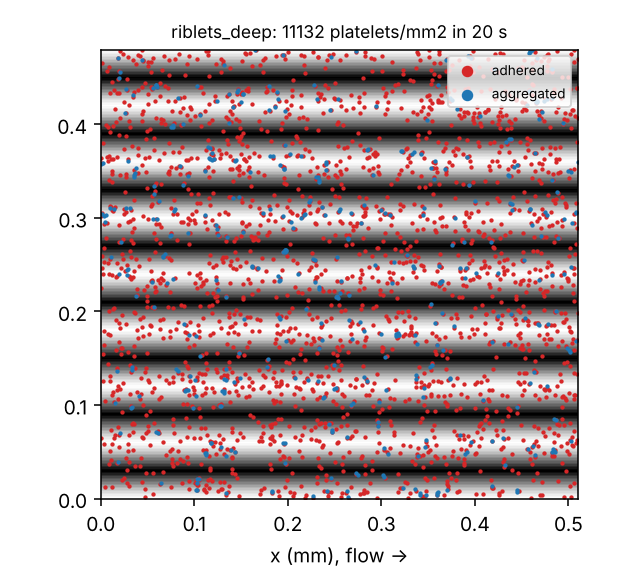 riblets_deep: 11132 platelets/mm2 in 20 s
adhered
aggregated
0.4
0.3
0.2
0.1
0.0
0.0 0.1 0.2 0.3 0.4 0.5
x (mm), flow →